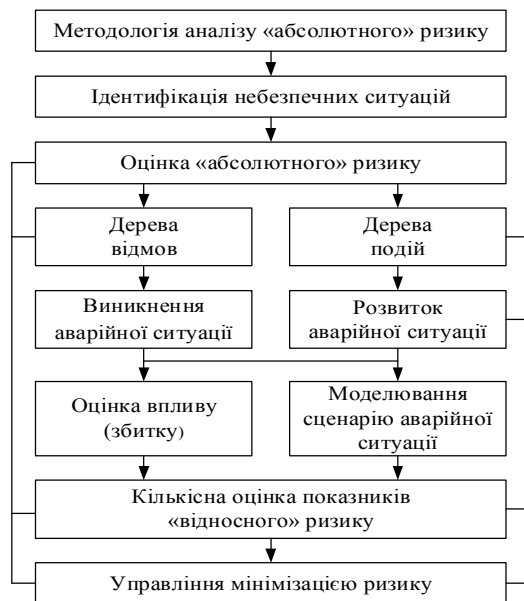 Методологія аналізу «абсолютного» ризику
Ідентифікація небезпечних ситуацій
Оцінка «абсолютного» ризику
Дерева
відмов
Дерева
подій
Виникнення
аварійної ситуації
Розвиток
аварійної ситуації
Оцінка впливу
(збитку)
Моделювання
сценарію аварійної
ситуації
Кількісна оцінка показників
«відносного» ризику
Управління мінімізацією ризику